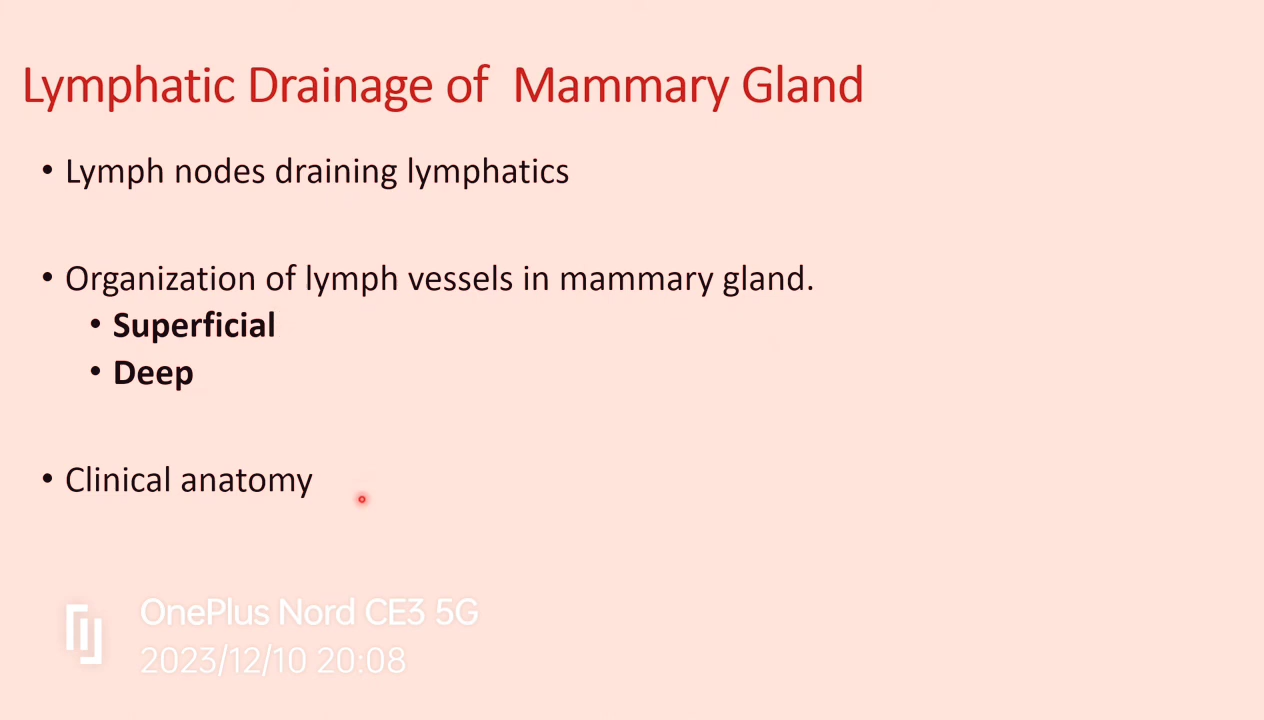 Lymphatic Drainage of Mammary Gland
• Lymph nodes draining lymphatics
• Organization of lymph vessels in mammary gland.
• Superficial
• Deep
• Clinical anatomy
OnePlus Nord CE3 5G
2023/12/10 20:08